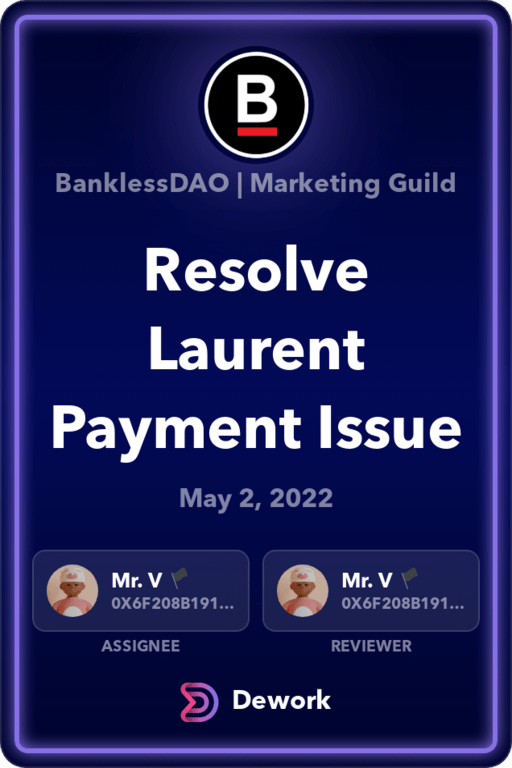 B
BanklessDAO | Marketing Guild
Resolve
Laurent
Payment Issue
May 2, 2022
Mr. V 🏴
0X6F208B191...
ASSIGNEE
Mr. V 🏴
0X6F208B191...
REVIEWER
Dework